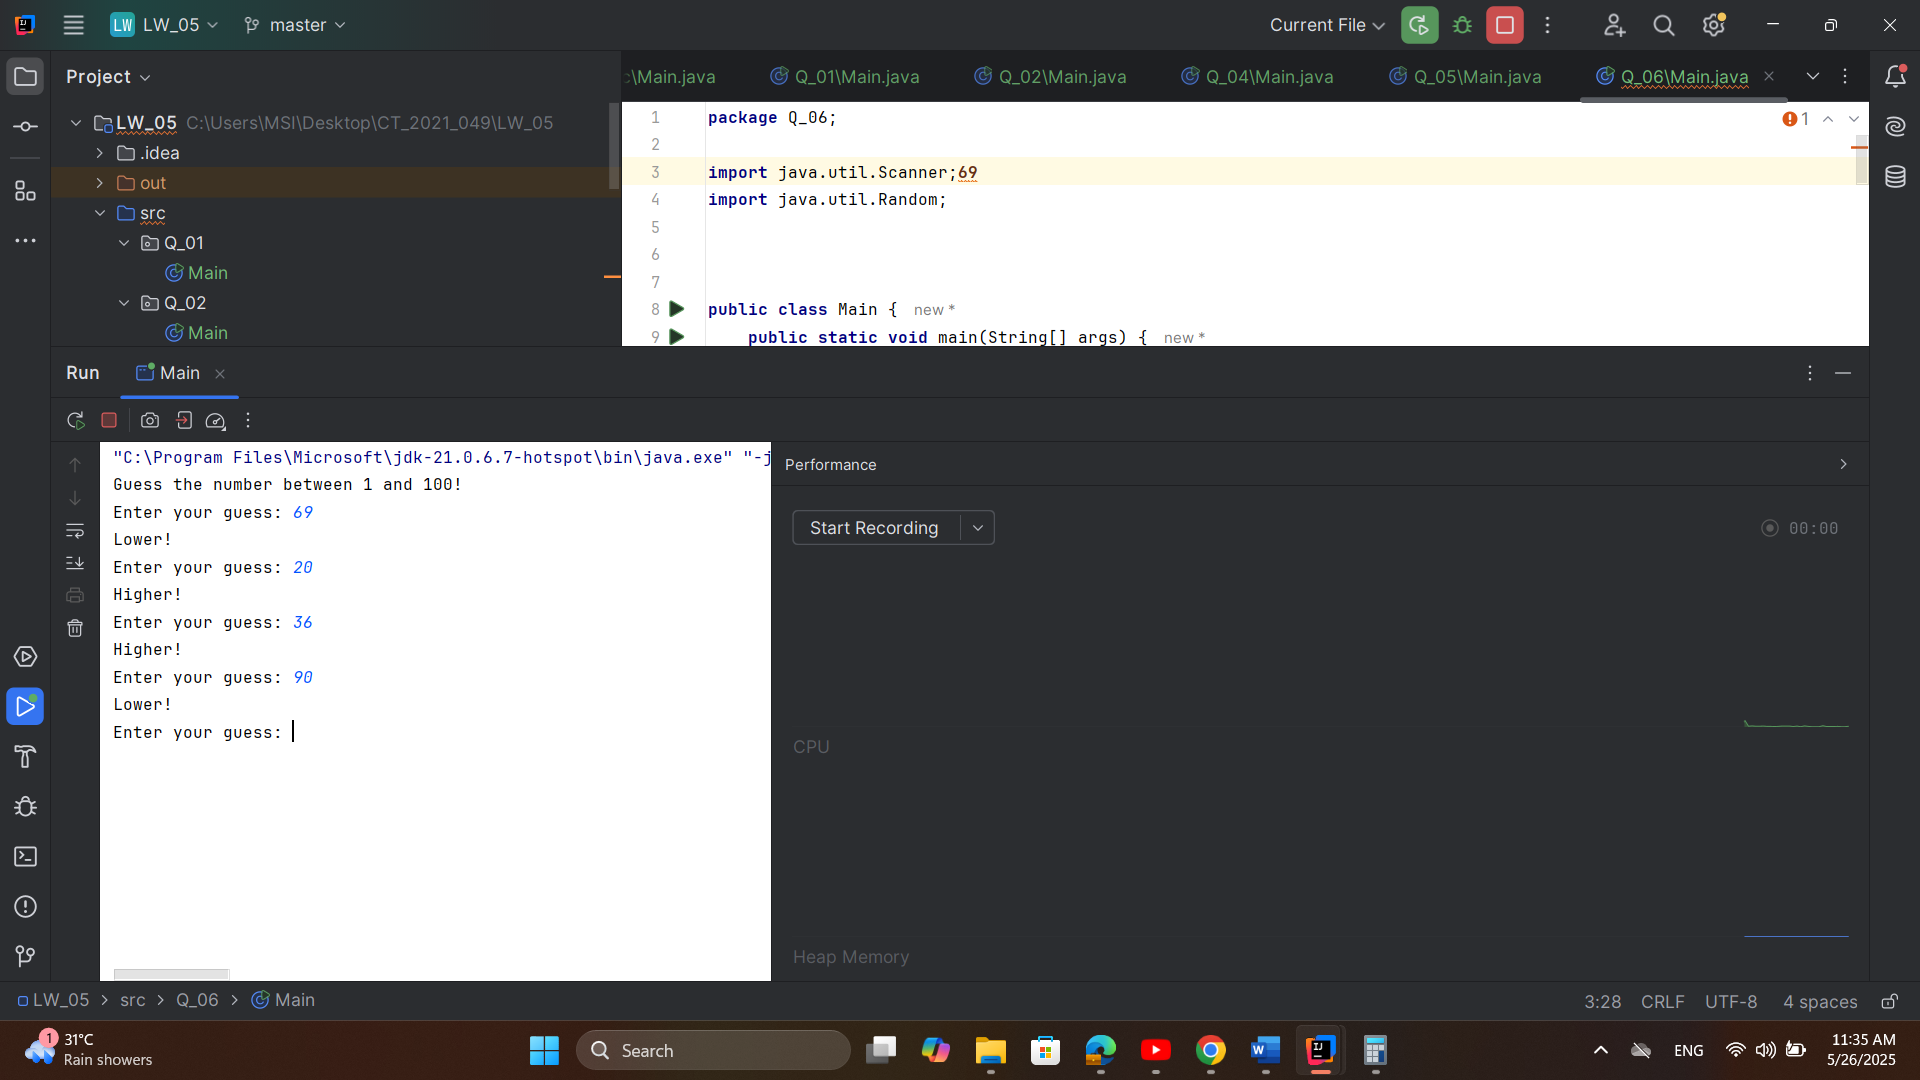 LW LW_05 master Current File
Project
LW_05 C:\Users\MSI\Desktop\CT_2021_049\LW_05
.idea
out
src
Q_01
Main
Q_02
Main
:\Main.java Q_01\Main.java Q_02\Main.java Q_04\Main.java Q_05\Main.java Q_06\Main.java
1 package Q_06; 1
2
3 import java.util.Scanner;69
4 import java.util.Random;
5
6
7
8 public class Main { new *
9 public static void main(String[] args) { new *
Run Main
"C:\Program Files\Microsoft\jdk-21.0.6.7-hotspot\bin\java.exe" "-j
Guess the number between 1 and 100!
Enter your guess: 69
Lower!
Enter your guess: 20
Higher!
Enter your guess: 36
Higher!
Enter your guess: 90
Lower!
Enter your guess:
Performance
Start Recording 00:00
CPU
Heap Memory
LW_05 > src > Q_06 > Main 3:28 CRLF UTF-8 4 spaces
1 31°C
Rain showers
Search
ENG
11:35 AM
5/26/2025